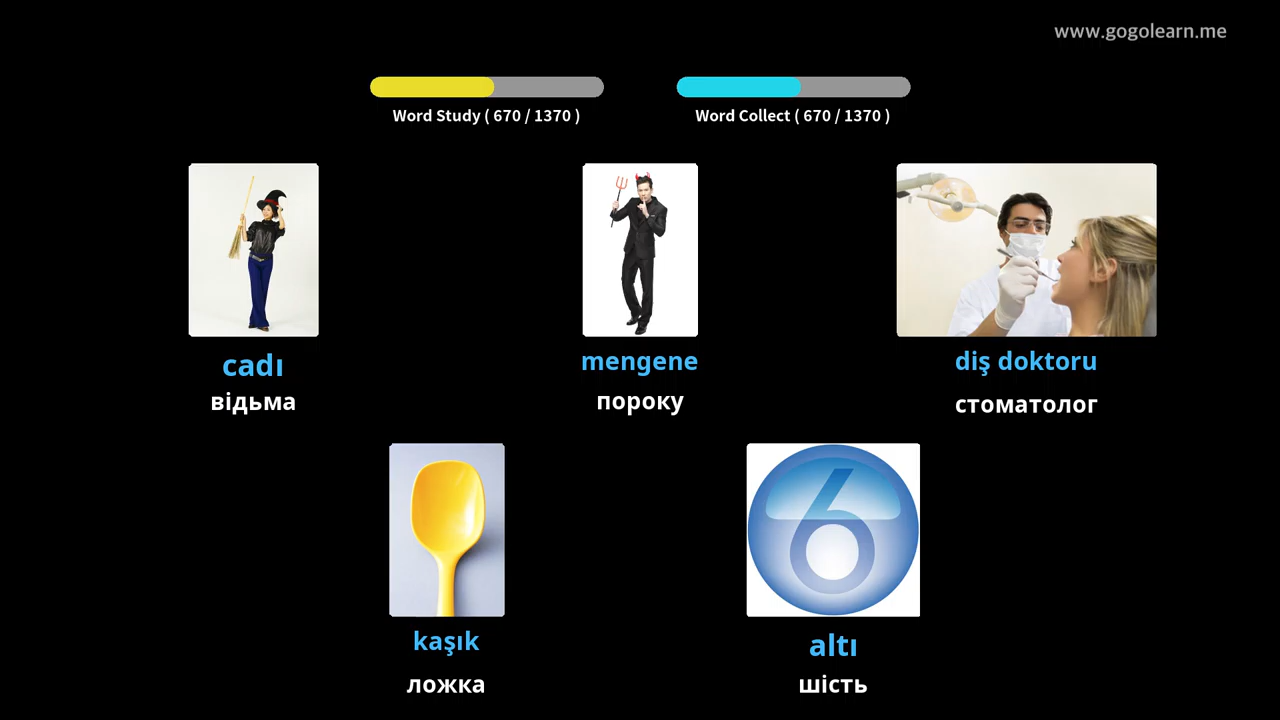 www.gogolearn.me
Word Study ( 670 / 1370 )
Word Collect ( 670 / 1370 )
cadı
відьма
mengene
пороку
diş doktoru
стоматолог
kaşık
ложка
6
altı
шість